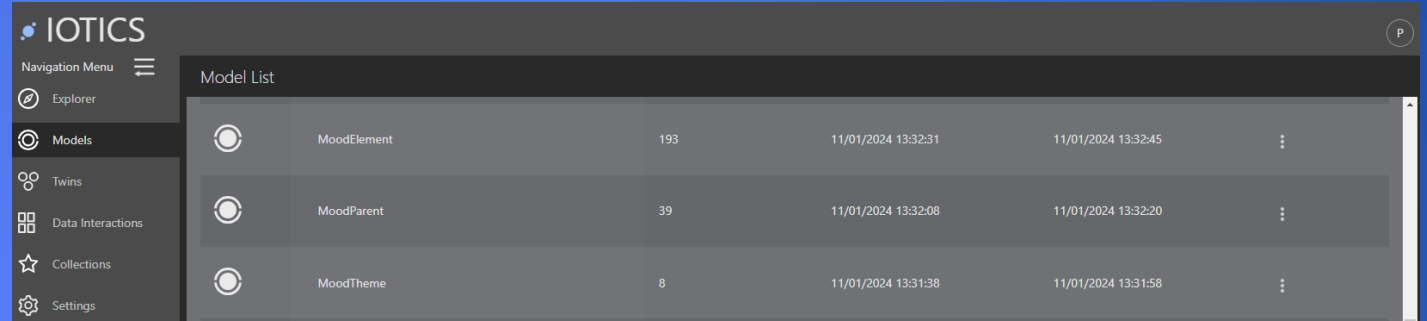 IOTICS
P
Navigation Menu
Model List
Explorer
Models
Twins
Data Interactions
Collections
Settings
MoodElement 193 11/01/2024 13:32:31 11/01/2024 13:32:45
MoodParent 39 11/01/2024 13:32:08 11/01/2024 13:32:20
MoodTheme 8 11/01/2024 13:31:38 11/01/2024 13:31:58